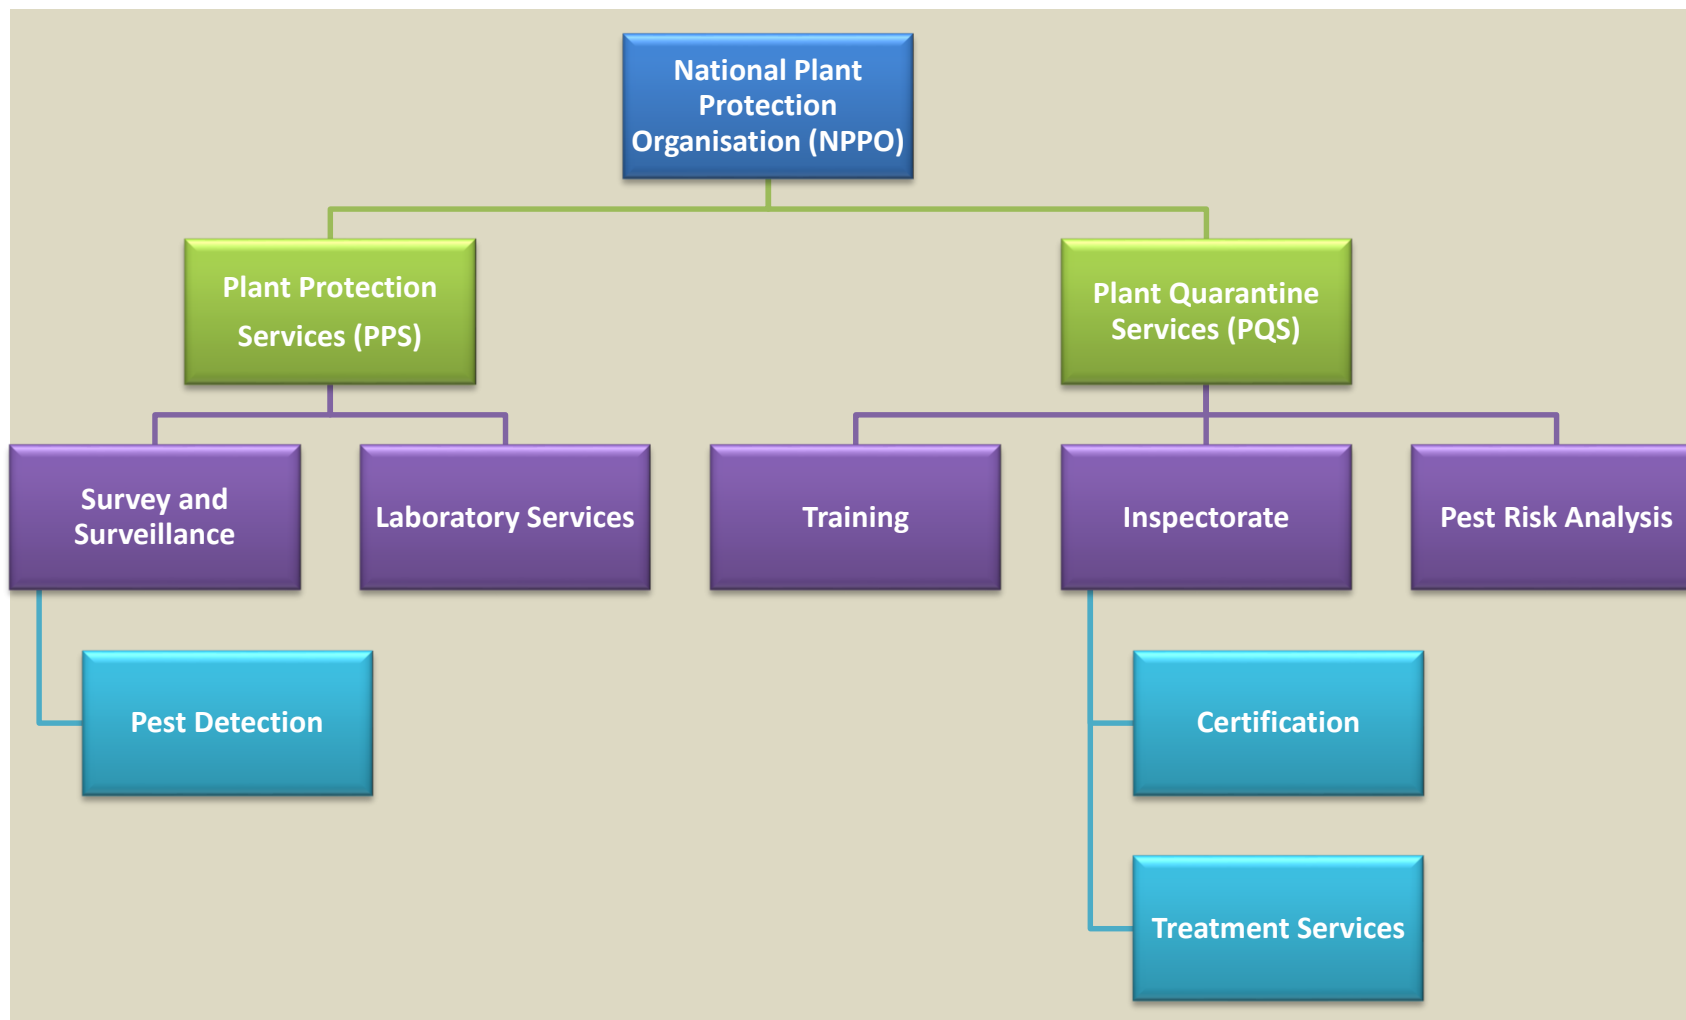 National Plant
Protection
Organisation (NPPO)
Plant Protection
Services (PPS)
Plant Quarantine
Services (PQS)
Survey and
Surveillance
Laboratory Services
Training
Inspectorate
Pest Risk Analysis
Pest Detection
Certification
Treatment Services